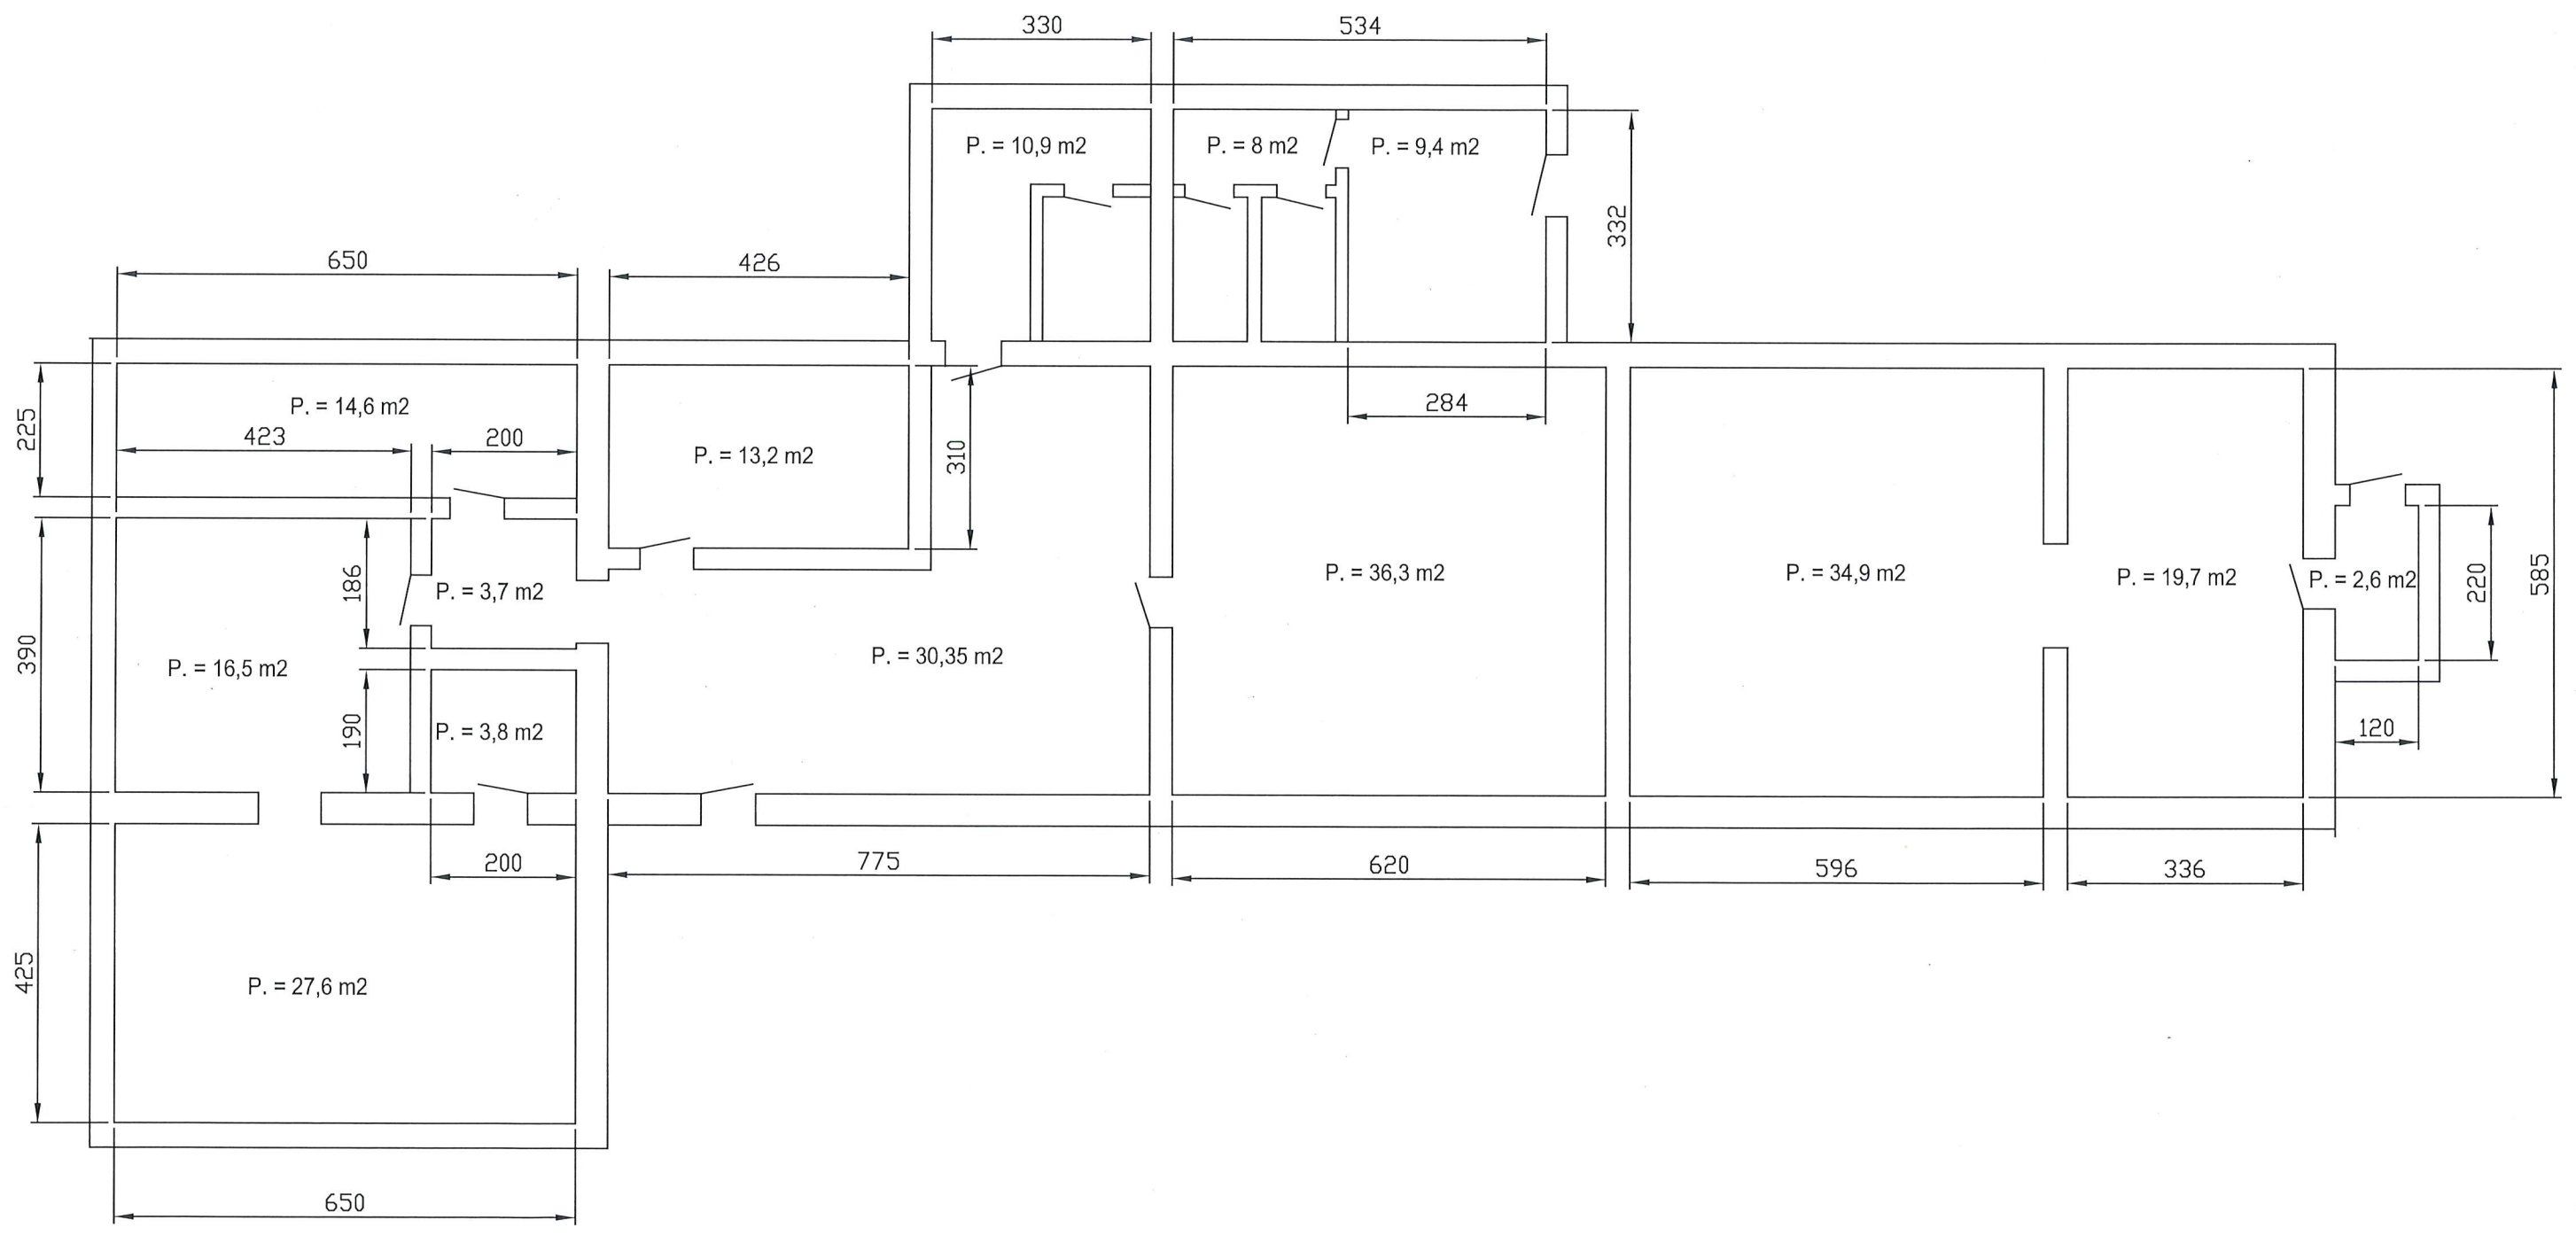 330
534
P. = 10,9 m2
P. = 8 m2
P. = 9,4 m2
332
650
426
225
P. = 14,6 m2
423
200
P. = 13,2 m2
310
284
390
186
P. = 3,7 m2
P. = 16,5 m2
190
P. = 3,8 m2
P. = 30,35 m2
P. = 36,3 m2
P. = 34,9 m2
P. = 19,7 m2
P. = 2,6 m2
220
585
120
200
775
620
596
336
425
P. = 27,6 m2
650